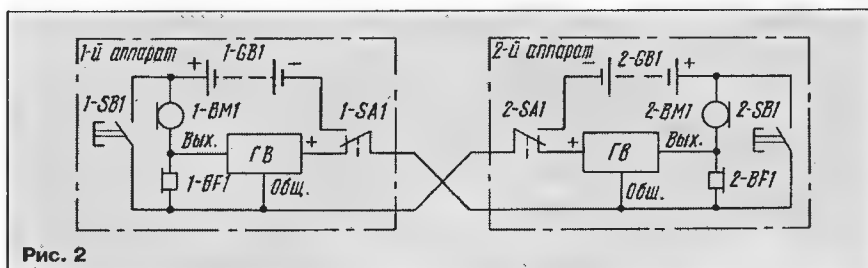 1-й аппарат
+ 1-GB1 −
1-SB1
1-BM1
1-SA1
Вых.
ГВ
+
1-BF1
Общ.
2-й аппарат
− 2-GB1 +
2-SA1
2-BM1
2-SB1
Вых.
+
ГВ
2-BF1
Общ.
Рис. 2